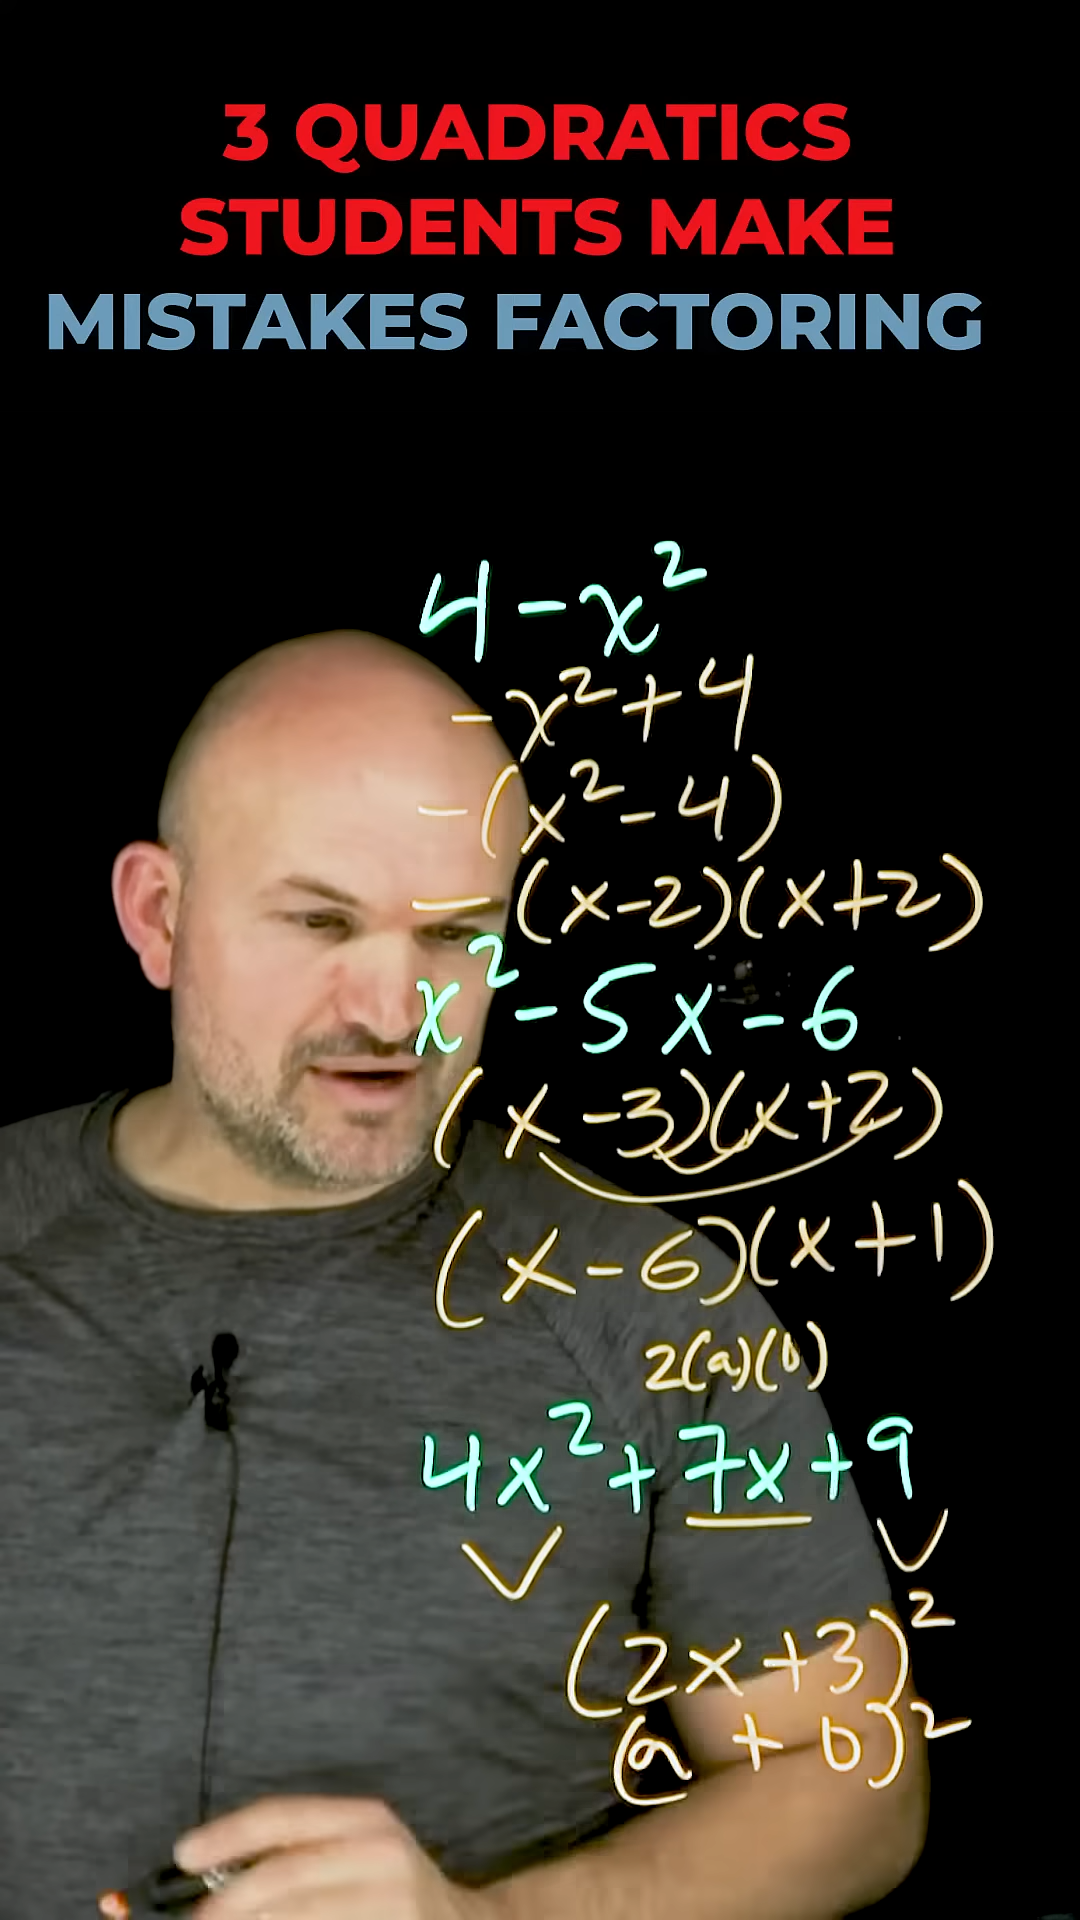 3 QUADRATICS
STUDENTS MAKE
MISTAKES FACTORING
4-x²
-x²+4
-(x²-4)
-(x-2)(x+2)
x²-5x-6
(x-3)(x+2)
(x-6)(x+1)
2(a)(b)
4x²+7x+9
(2x+3)²
(a+b)²